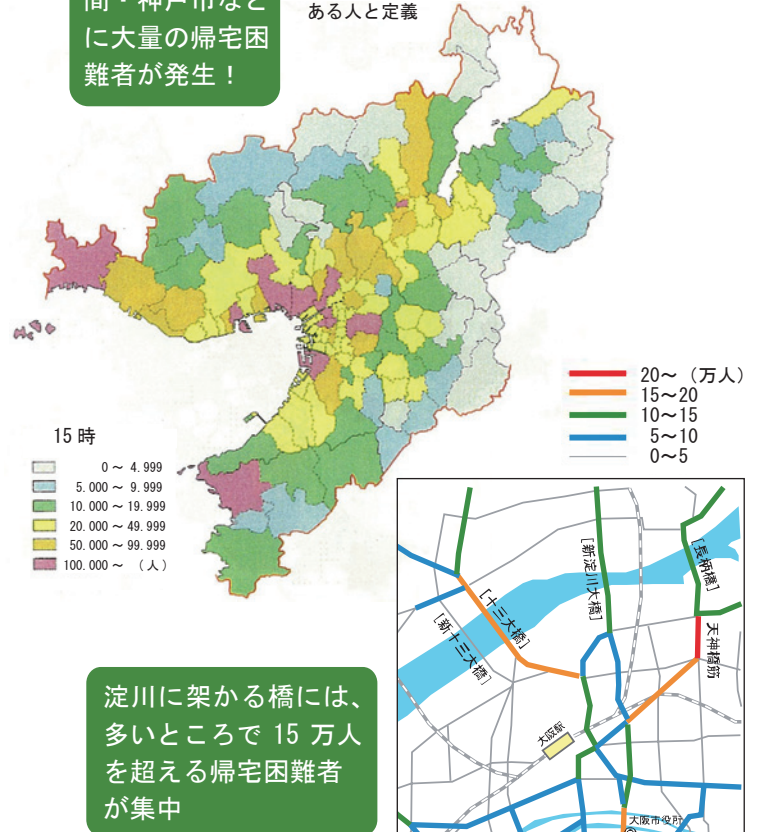 間・神戸市など
に大量の帰宅困
難者が発生！
ある人と定義
15 時
0 ～ 4.999
5.000 ～ 9.999
10.000 ～ 19.999
20.000 ～ 49.999
50.000 ～ 99.999
100.000 ～ （人）
20～（万人）
15～20
10～15
5～10
0～5
[長柄橋]
[新淀川大橋]
[十三大橋]
[新十三大橋]
天神橋筋
大阪駅
大阪市役所
淀川に架かる橋には、
多いところで 15 万人
を超える帰宅困難者
が集中